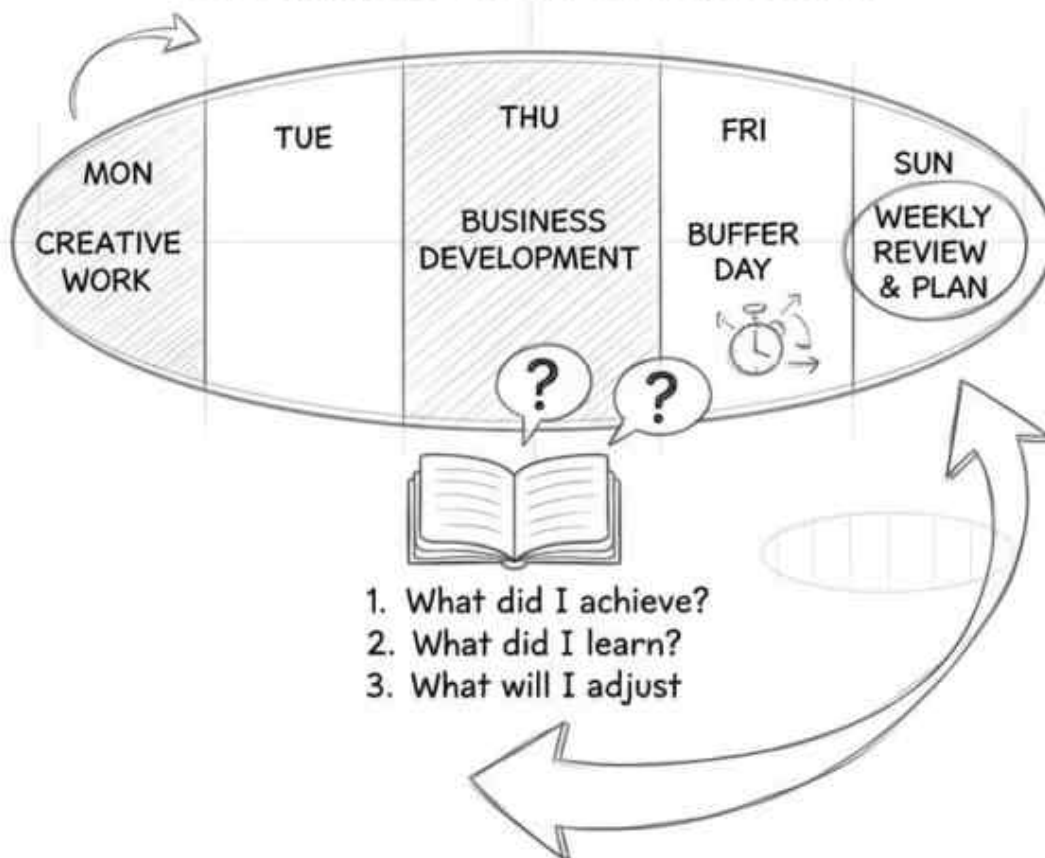 MON
CREATIVE
WORK
TUE
THU
BUSINESS
DEVELOPMENT
FRI
BUFFER
DAY
SUN
WEEKLY
REVIEW
& PLAN
?
?
1. What did I achieve?
2. What did I learn?
3. What will I adjust